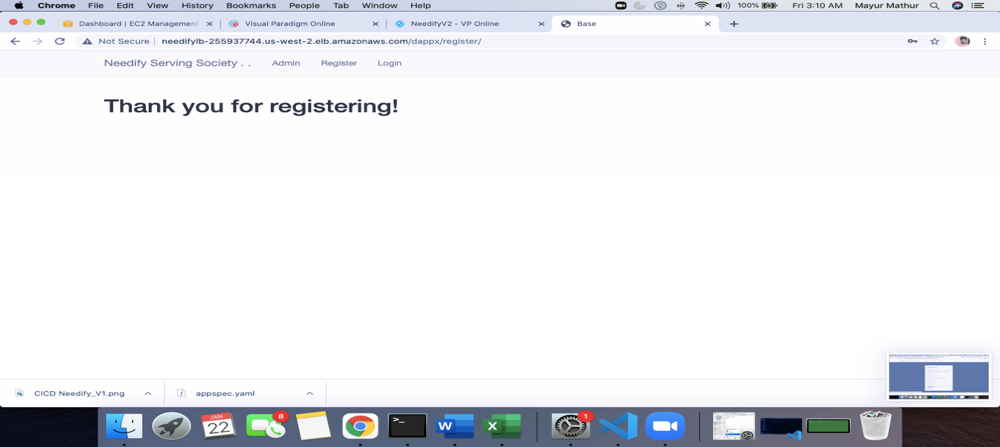 Chrome File Edit View History Bookmarks People Tab Window Help 100% Fri 3:10 AM Mayur Mathur
Dashboard | EC2 Management Visual Paradigm Online NeedifyV2 - VP Online Base
Not Secure needifylb-255937744.us-west-2.elb.amazonaws.com/dappx/register/
Needify Serving Society . . Admin Register Login
Thank you for registering!
CICD Needify_V1.png appspec.yaml
JAN
22
8
>_
W
X
1